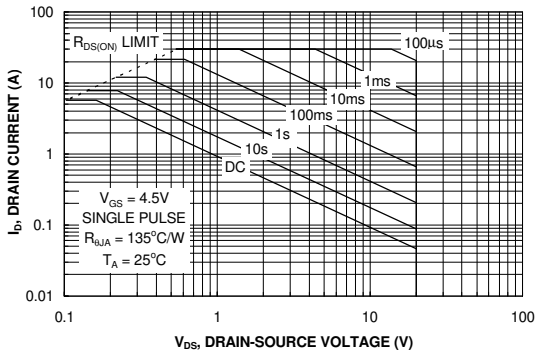 100
10
1
0.1
0.01
I_D, DRAIN CURRENT (A)
R_DS(ON) LIMIT
100µs
1ms
10ms
100ms
1s
10s
DC
V_GS = 4.5V
SINGLE PULSE
R_θJA = 135°C/W
T_A = 25°C
0.1
1
10
100
V_DS, DRAIN-SOURCE VOLTAGE (V)